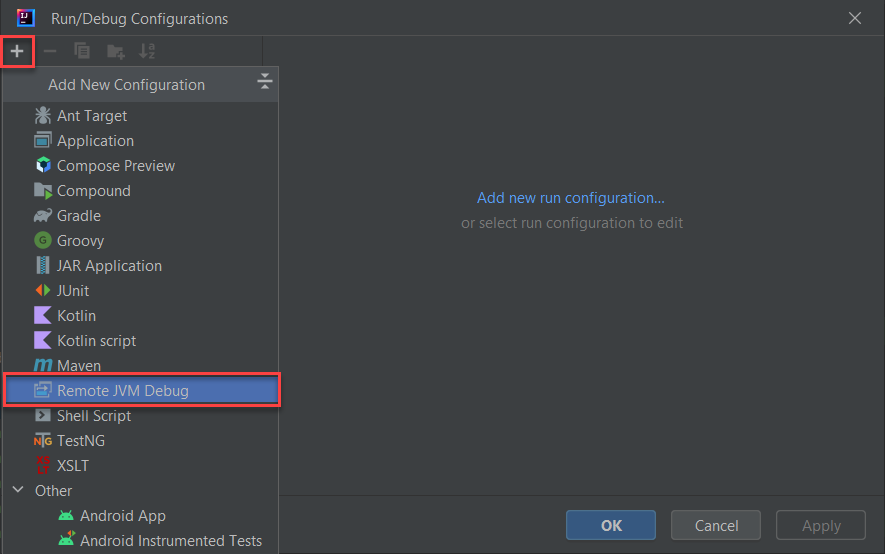 Run/Debug Configurations
Add New Configuration
Ant Target
Application
Compose Preview
Compound
Gradle
Groovy
JAR Application
JUnit
Kotlin
Kotlin script
Maven
Remote JVM Debug
Shell Script
TestNG
XSLT
Other
Android App
Android Instrumented Tests
Add new run configuration...
or select run configuration to edit
OK
Cancel
Apply